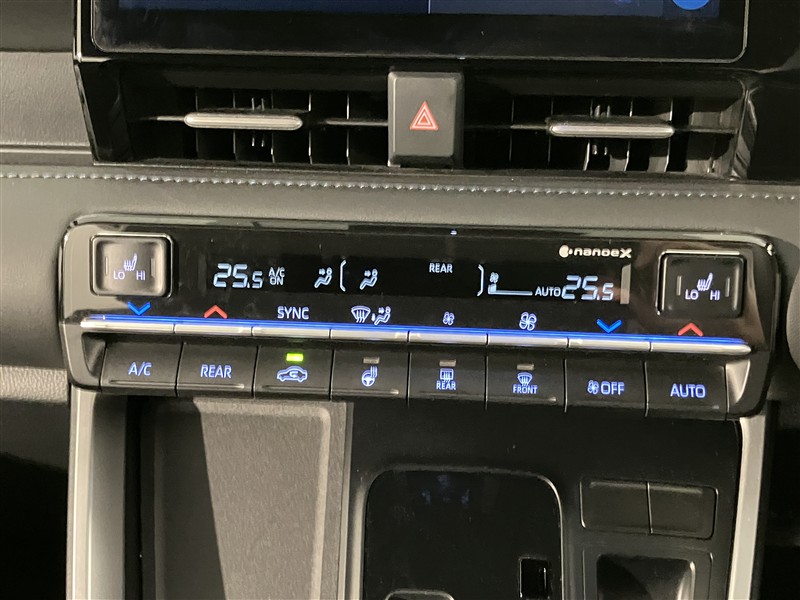 nanoeX
LO HI
25.5 A/C ON
REAR
AUTO 25.5
LO HI
SYNC
A/C
REAR
REAR
FRONT
OFF
AUTO